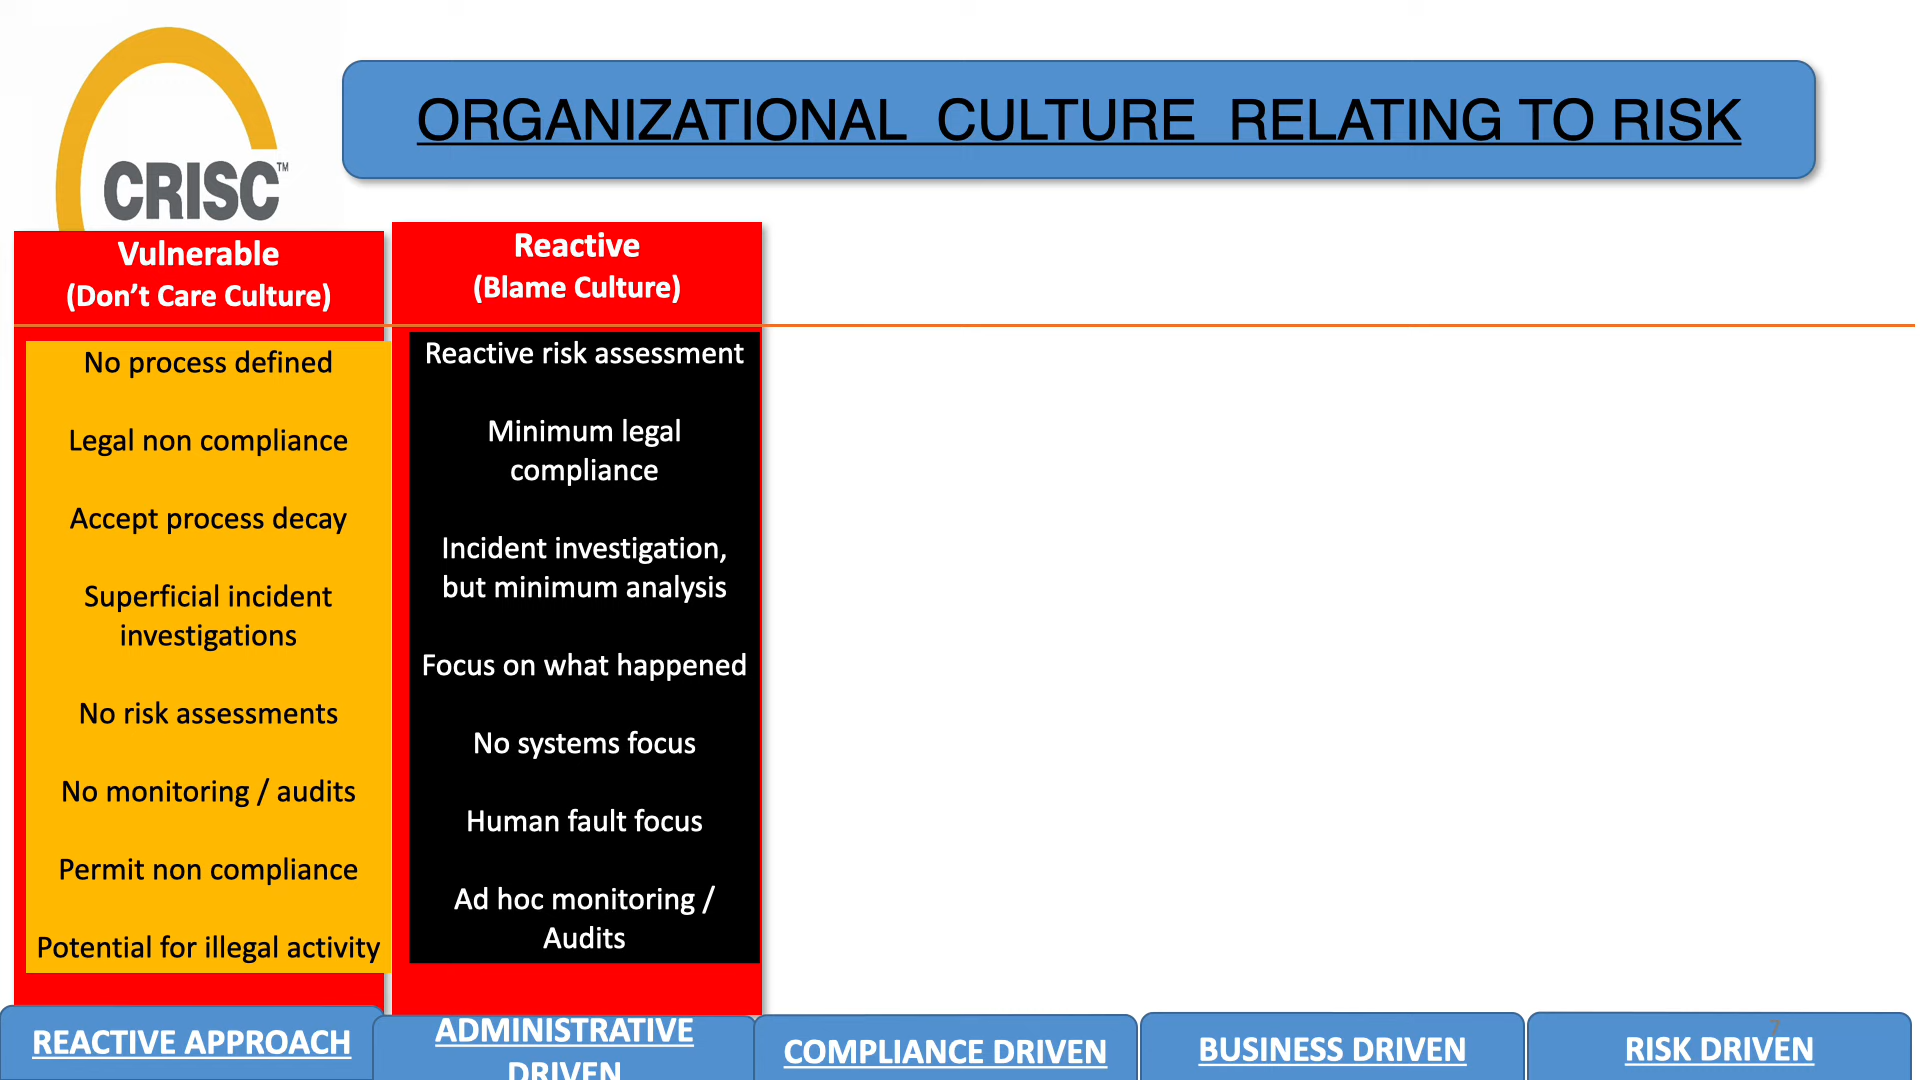 CRISC™
ORGANIZATIONAL CULTURE RELATING TO RISK
Vulnerable
(Don’t Care Culture)
No process defined
Legal non compliance
Accept process decay
Superficial incident
investigations
No risk assessments
No monitoring / audits
Permit non compliance
Potential for illegal activity
Reactive
(Blame Culture)
Reactive risk assessment
Minimum legal
compliance
Incident investigation,
but minimum analysis
Focus on what happened
No systems focus
Human fault focus
Ad hoc monitoring /
Audits
REACTIVE APPROACH
ADMINISTRATIVE
DRIVEN
COMPLIANCE DRIVEN
BUSINESS DRIVEN
7
RISK DRIVEN